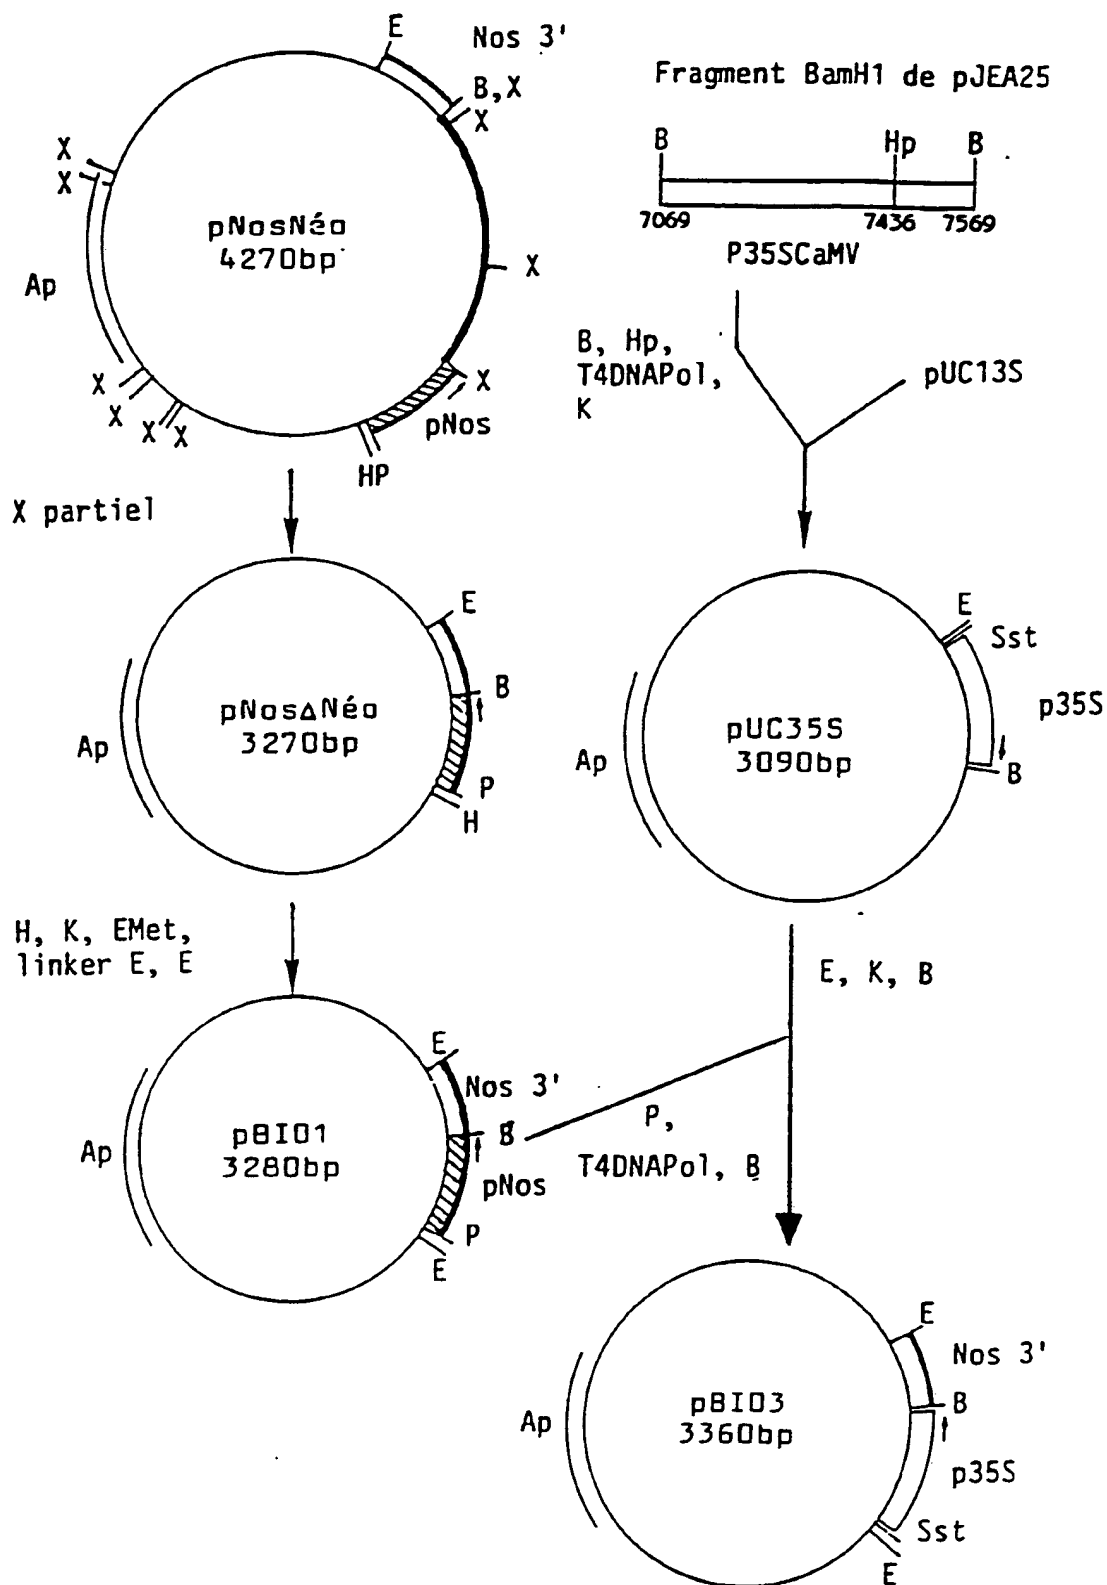 E
Nos 3'
B,X
X
X
X
pNosNéo
4270bp
Ap
X
X
X
X
X
X
pNos
HP
Fragment BamH1 de pJEA25
B
Hp
B
7069
7436
7569
P35SCaMV
B, Hp,
T4DNAPol,
K
pUC13S
X partiel
E
B
pNosΔNéo
3270bp
Ap
P
H
E
Sst
p35S
pUC35S
3090bp
Ap
B
H, K, EMet,
linker E, E
E, K, B
E
Nos 3'
B
pBIO1
3280bp
Ap
pNos
P
E
P,
T4DNAPol, B
E
Nos 3'
B
pBIO3
3360bp
Ap
p35S
Sst
E